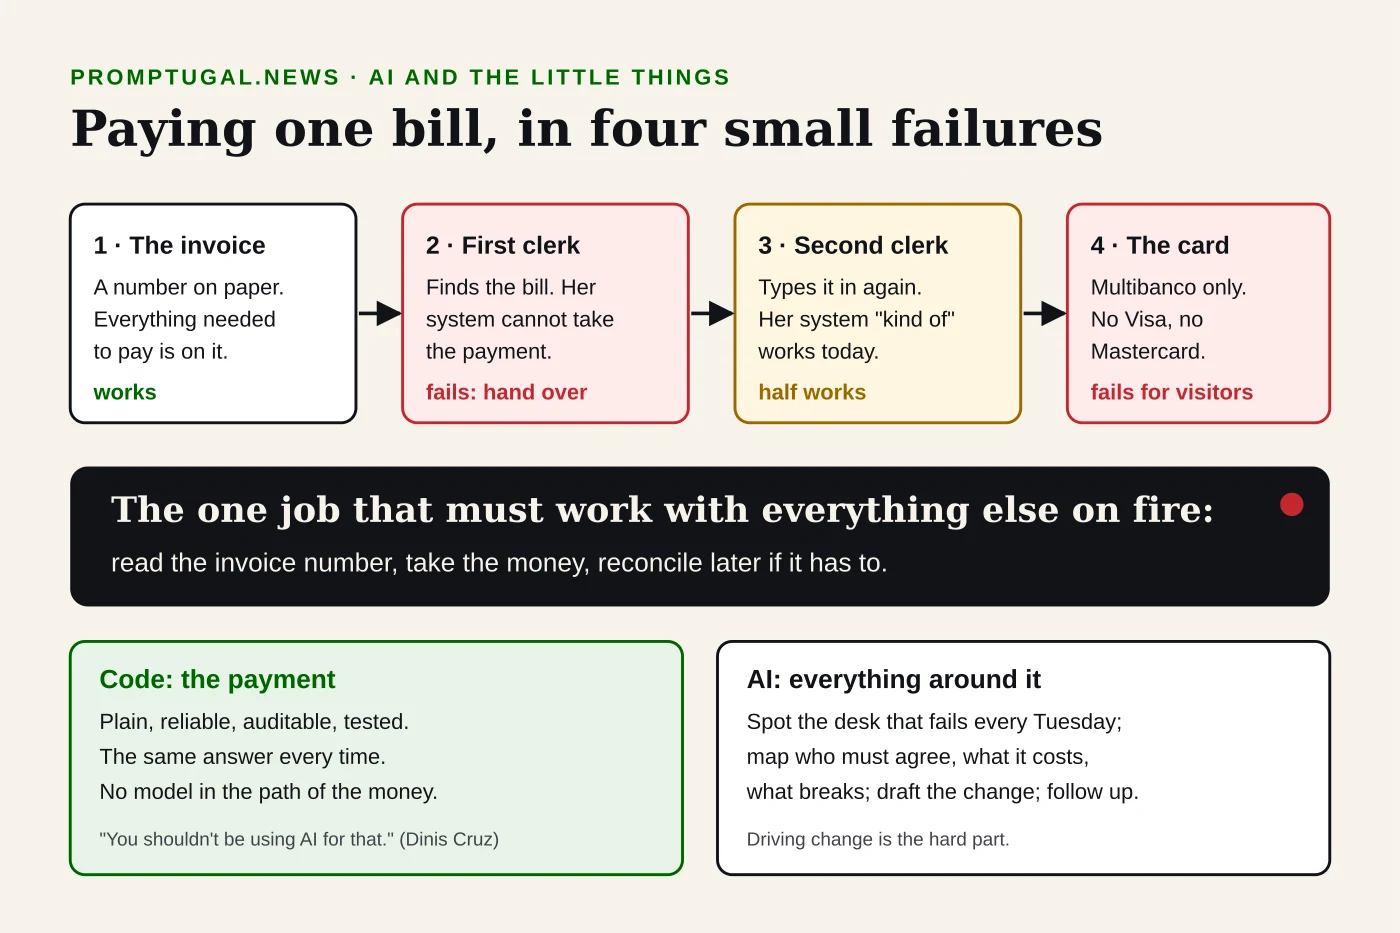 PROMPTUGAL.NEWS · AI AND THE LITTLE THINGS
Paying one bill, in four small failures
1 · The invoice
A number on paper.
Everything needed
to pay is on it.
works
2 · First clerk
Finds the bill. Her
system cannot take
the payment.
fails: hand over
3 · Second clerk
Types it in again.
Her system "kind of"
works today.
half works
4 · The card
Multibanco only.
No Visa, no
Mastercard.
fails for visitors
The one job that must work with everything else on fire:
read the invoice number, take the money, reconcile later if it has to.
Code: the payment
Plain, reliable, auditable, tested.
The same answer every time.
No model in the path of the money.
"You shouldn't be using AI for that." (Dinis Cruz)
AI: everything around it
Spot the desk that fails every Tuesday;
map who must agree, what it costs,
what breaks; draft the change; follow up.
Driving change is the hard part.